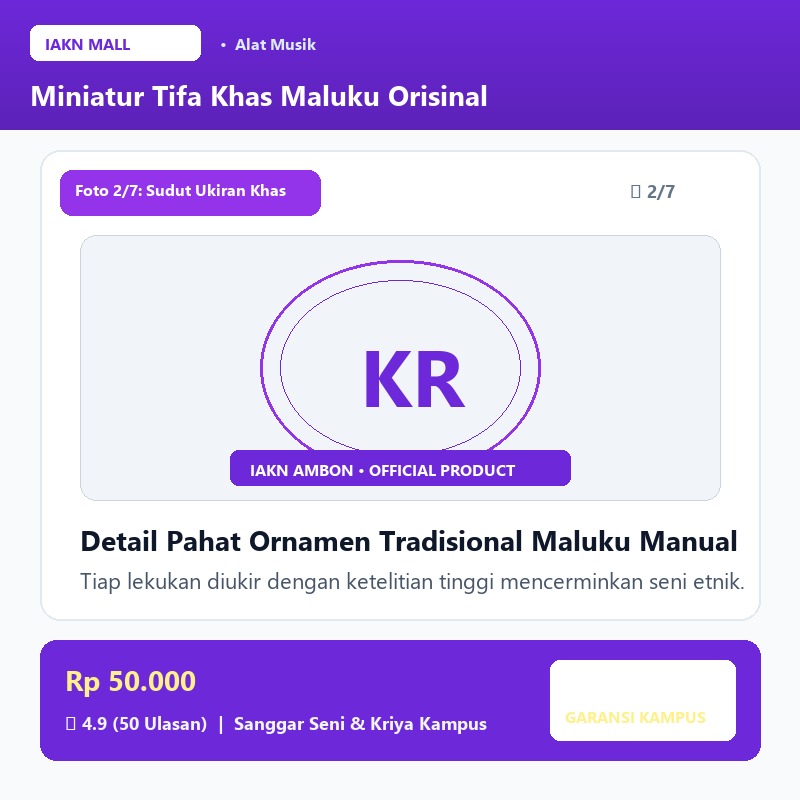 IAKN MALL
• Alat Musik
Miniatur Tifa Khas Maluku Orisinal
Foto 2/7: Sudut Ukiran Khas
2/7
KR
IAKN AMBON • OFFICIAL PRODUCT
Detail Pahat Ornamen Tradisional Maluku Manual
Tiap lekukan diukir dengan ketelitian tinggi mencerminkan seni etnik.
Rp 50.000
4.9 (50 Ulasan) | Sanggar Seni & Kriya Kampus
GARANSI KAMPUS